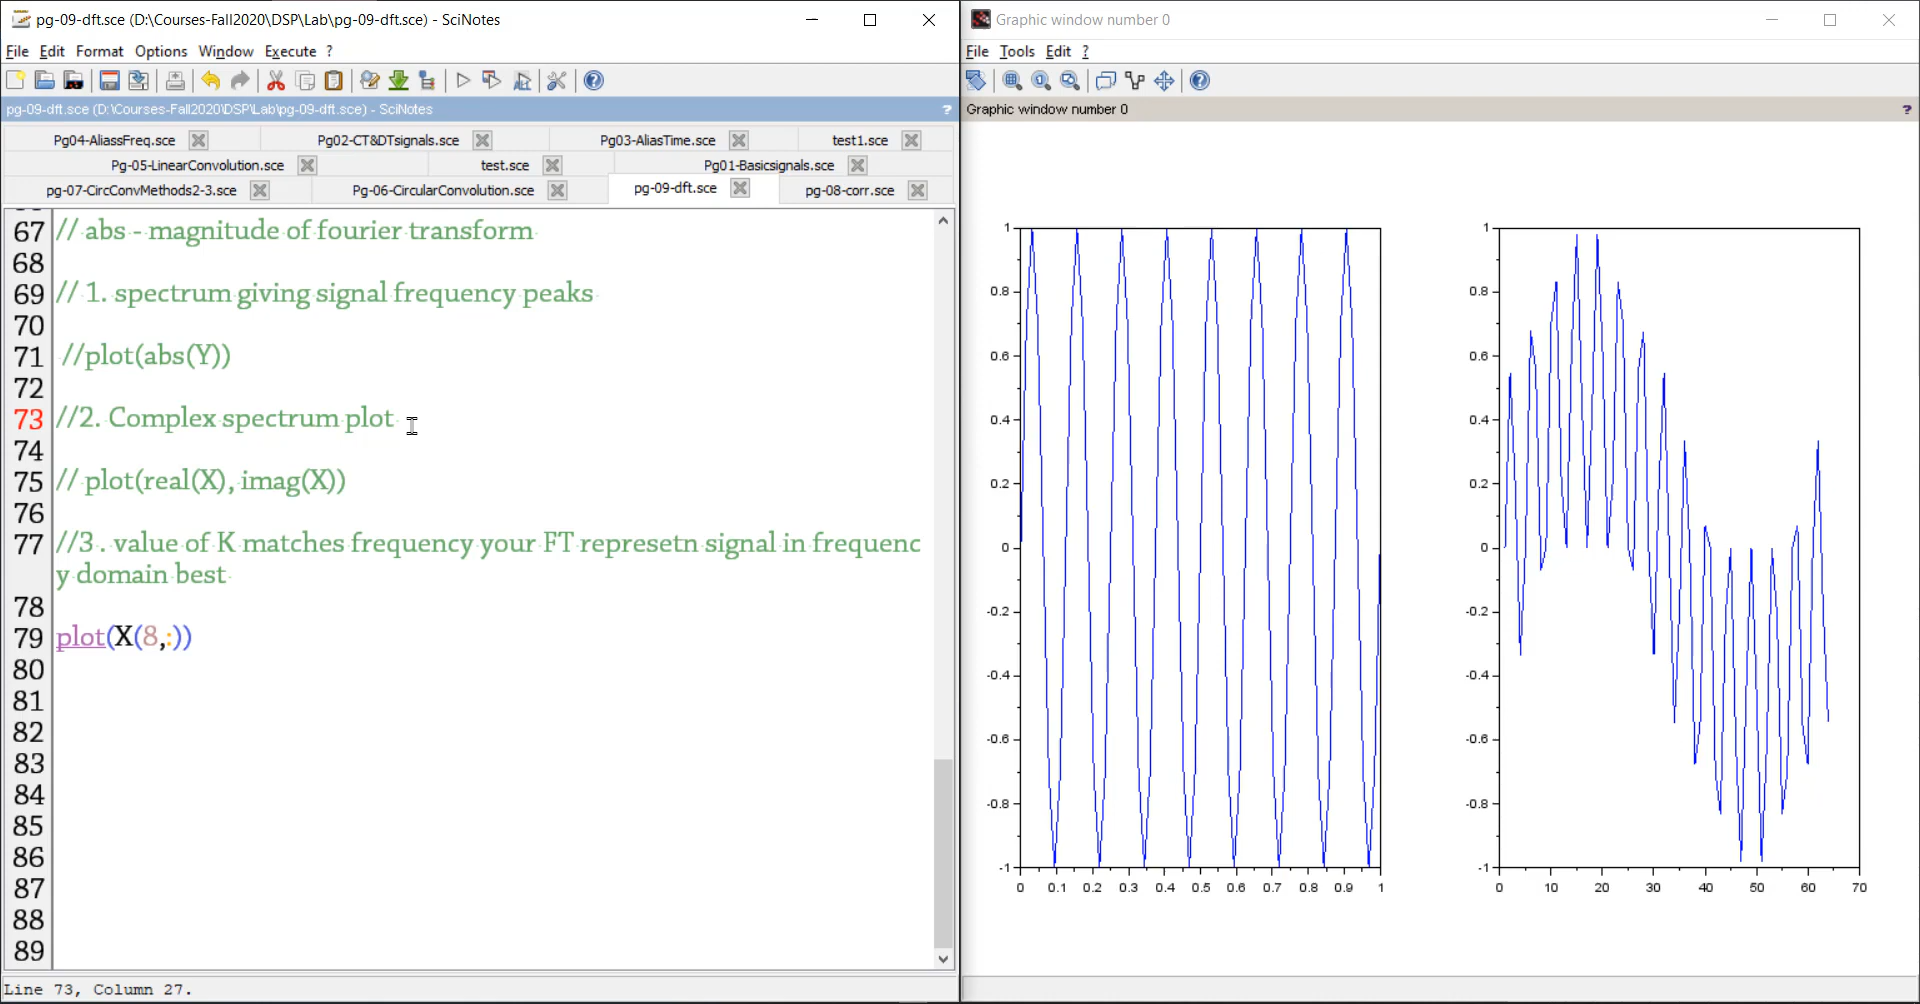 pg-09-dft.sce (D:\Courses-Fall2020\DSP\Lab\pg-09-dft.sce) - SciNotes
File Edit Format Options Window Execute ?
pg-09-dft.sce (D:\Courses-Fall2020\DSP\Lab\pg-09-dft.sce) - SciNotes ?
Pg04-AliassFreq.sce Pg02-CT&DTsignals.sce Pg03-AliasTime.sce test1.sce
Pg-05-LinearConvolution.sce test.sce Pg01-Basicsignals.sce
pg-07-CircConvMethods2-3.sce Pg-06-CircularConvolution.sce pg-09-dft.sce pg-08-corr.sce
67 // abs - magnitude of fourier transform
68
69 // 1. spectrum giving signal frequency peaks
70
71 //plot(abs(Y))
72
73 //2. Complex spectrum plot
74
75 // plot(real(X), imag(X))
76
77 //3 . value of K matches frequency your FT represetn signal in frequenc
y domain best
78
79 plot(X(8,:))
80
81
82
83
84
85
86
87
88
89
Line 73, Column 27.
Graphic window number 0
File Tools Edit ?
Graphic window number 0 ?
1
0.8
0.6
0.4
0.2
0
-0.2
-0.4
-0.6
-0.8
-1
0 0.1 0.2 0.3 0.4 0.5 0.6 0.7 0.8 0.9 1
1
0.8
0.6
0.4
0.2
0
-0.2
-0.4
-0.6
-0.8
-1
0 10 20 30 40 50 60 70